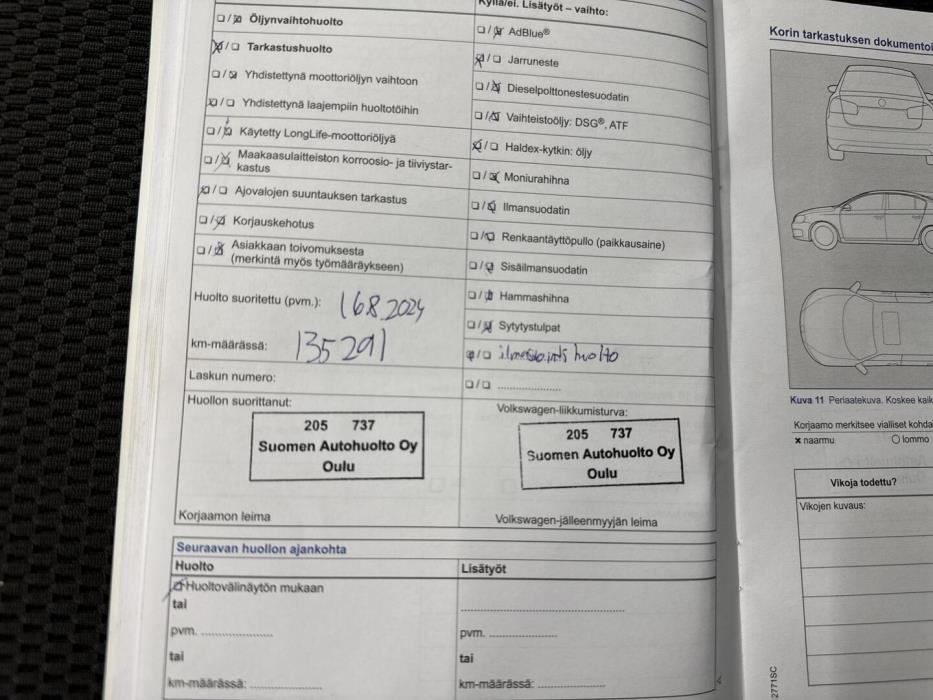 Kyllä/ei. Lisätyöt – vaihto:
☐/☒ Öljynvaihtohuolto
☒/☐ Tarkastushuolto
☐/☒ Yhdistettynä moottoriöljyn vaihtoon
☒/☐ Yhdistettynä laajempiin huoltotöihin
☐/☒ Käytetty LongLife-moottoriöljyä
☐/☒ Maakaasulaitteiston korroosio- ja tiiviystar-
kastus
☒/☐ Ajovalojen suuntauksen tarkastus
☐/☒ Korjauskehotus
☐/☒ Asiakkaan toivomuksesta
(merkintä myös työmääräykseen)
Huolto suoritettu (pvm.): 16.8.2024
km-määrässä: 135291
Laskun numero:
☐/☒ AdBlue®
☒/☐ Jarruneste
☐/☒ Dieselpolttonestesuodatin
☐/☒ Vaihteistoöljy: DSG®, ATF
☒/☐ Haldex-kytkin: öljy
☐/☒ Moniurahihna
☐/☒ Ilmansuodatin
☐/☒ Renkaantäyttöpullo (paikkausaine)
☐/☒ Sisäilmansuodatin
☐/☒ Hammashihna
☐/☒ Sytytystulpat
☒/☐ ilmastointi huolto
☐/☐ ....................
Huollon suorittanut:
205 737
Suomen Autohuolto Oy
Oulu
Korjaamon leima
Volkswagen-liikkumisturva:
205 737
Suomen Autohuolto Oy
Oulu
Volkswagen-jälleenmyyjän leima
Seuraavan huollon ajankohta
Huolto
☒ Huoltovälinäytön mukaan
tai
pvm. ....................
tai
km-määrässä: ....................
Lisätyöt
....................
pvm. ....................
tai
km-määrässä: ....................
Korin tarkastuksen
Kuva 11 Periaatekuva. Koskee
Korjaamo merkitsee vialliset
x naarmu ○ lommo
Vikoja todettu?
Vikojen kuvaus:
2771SC